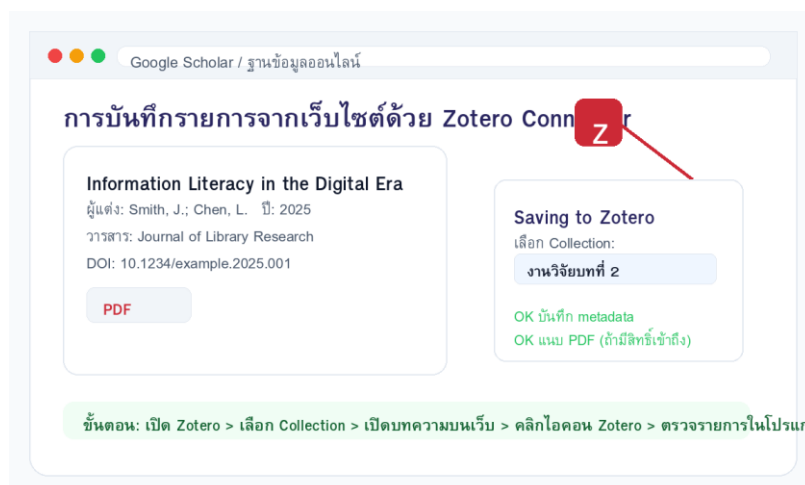 Google Scholar / ฐานข้อมูลออนไลน์
การบันทึกรายการจากเว็บไซต์ด้วย Zotero Conn r
Z
Information Literacy in the Digital Era
ผู้แต่ง: Smith, J.; Chen, L. ปี: 2025
วารสาร: Journal of Library Research
DOI: 10.1234/example.2025.001
PDF
Saving to Zotero
เลือก Collection:
งานวิจัยบทที่ 2
OK บันทึก metadata
OK แนบ PDF (ถ้ามีสิทธิ์เข้าถึง)
ขั้นตอน: เปิด Zotero > เลือก Collection > เปิดบทความบนเว็บ > คลิกไอคอน Zotero > ตรวจรายการในโปรแก